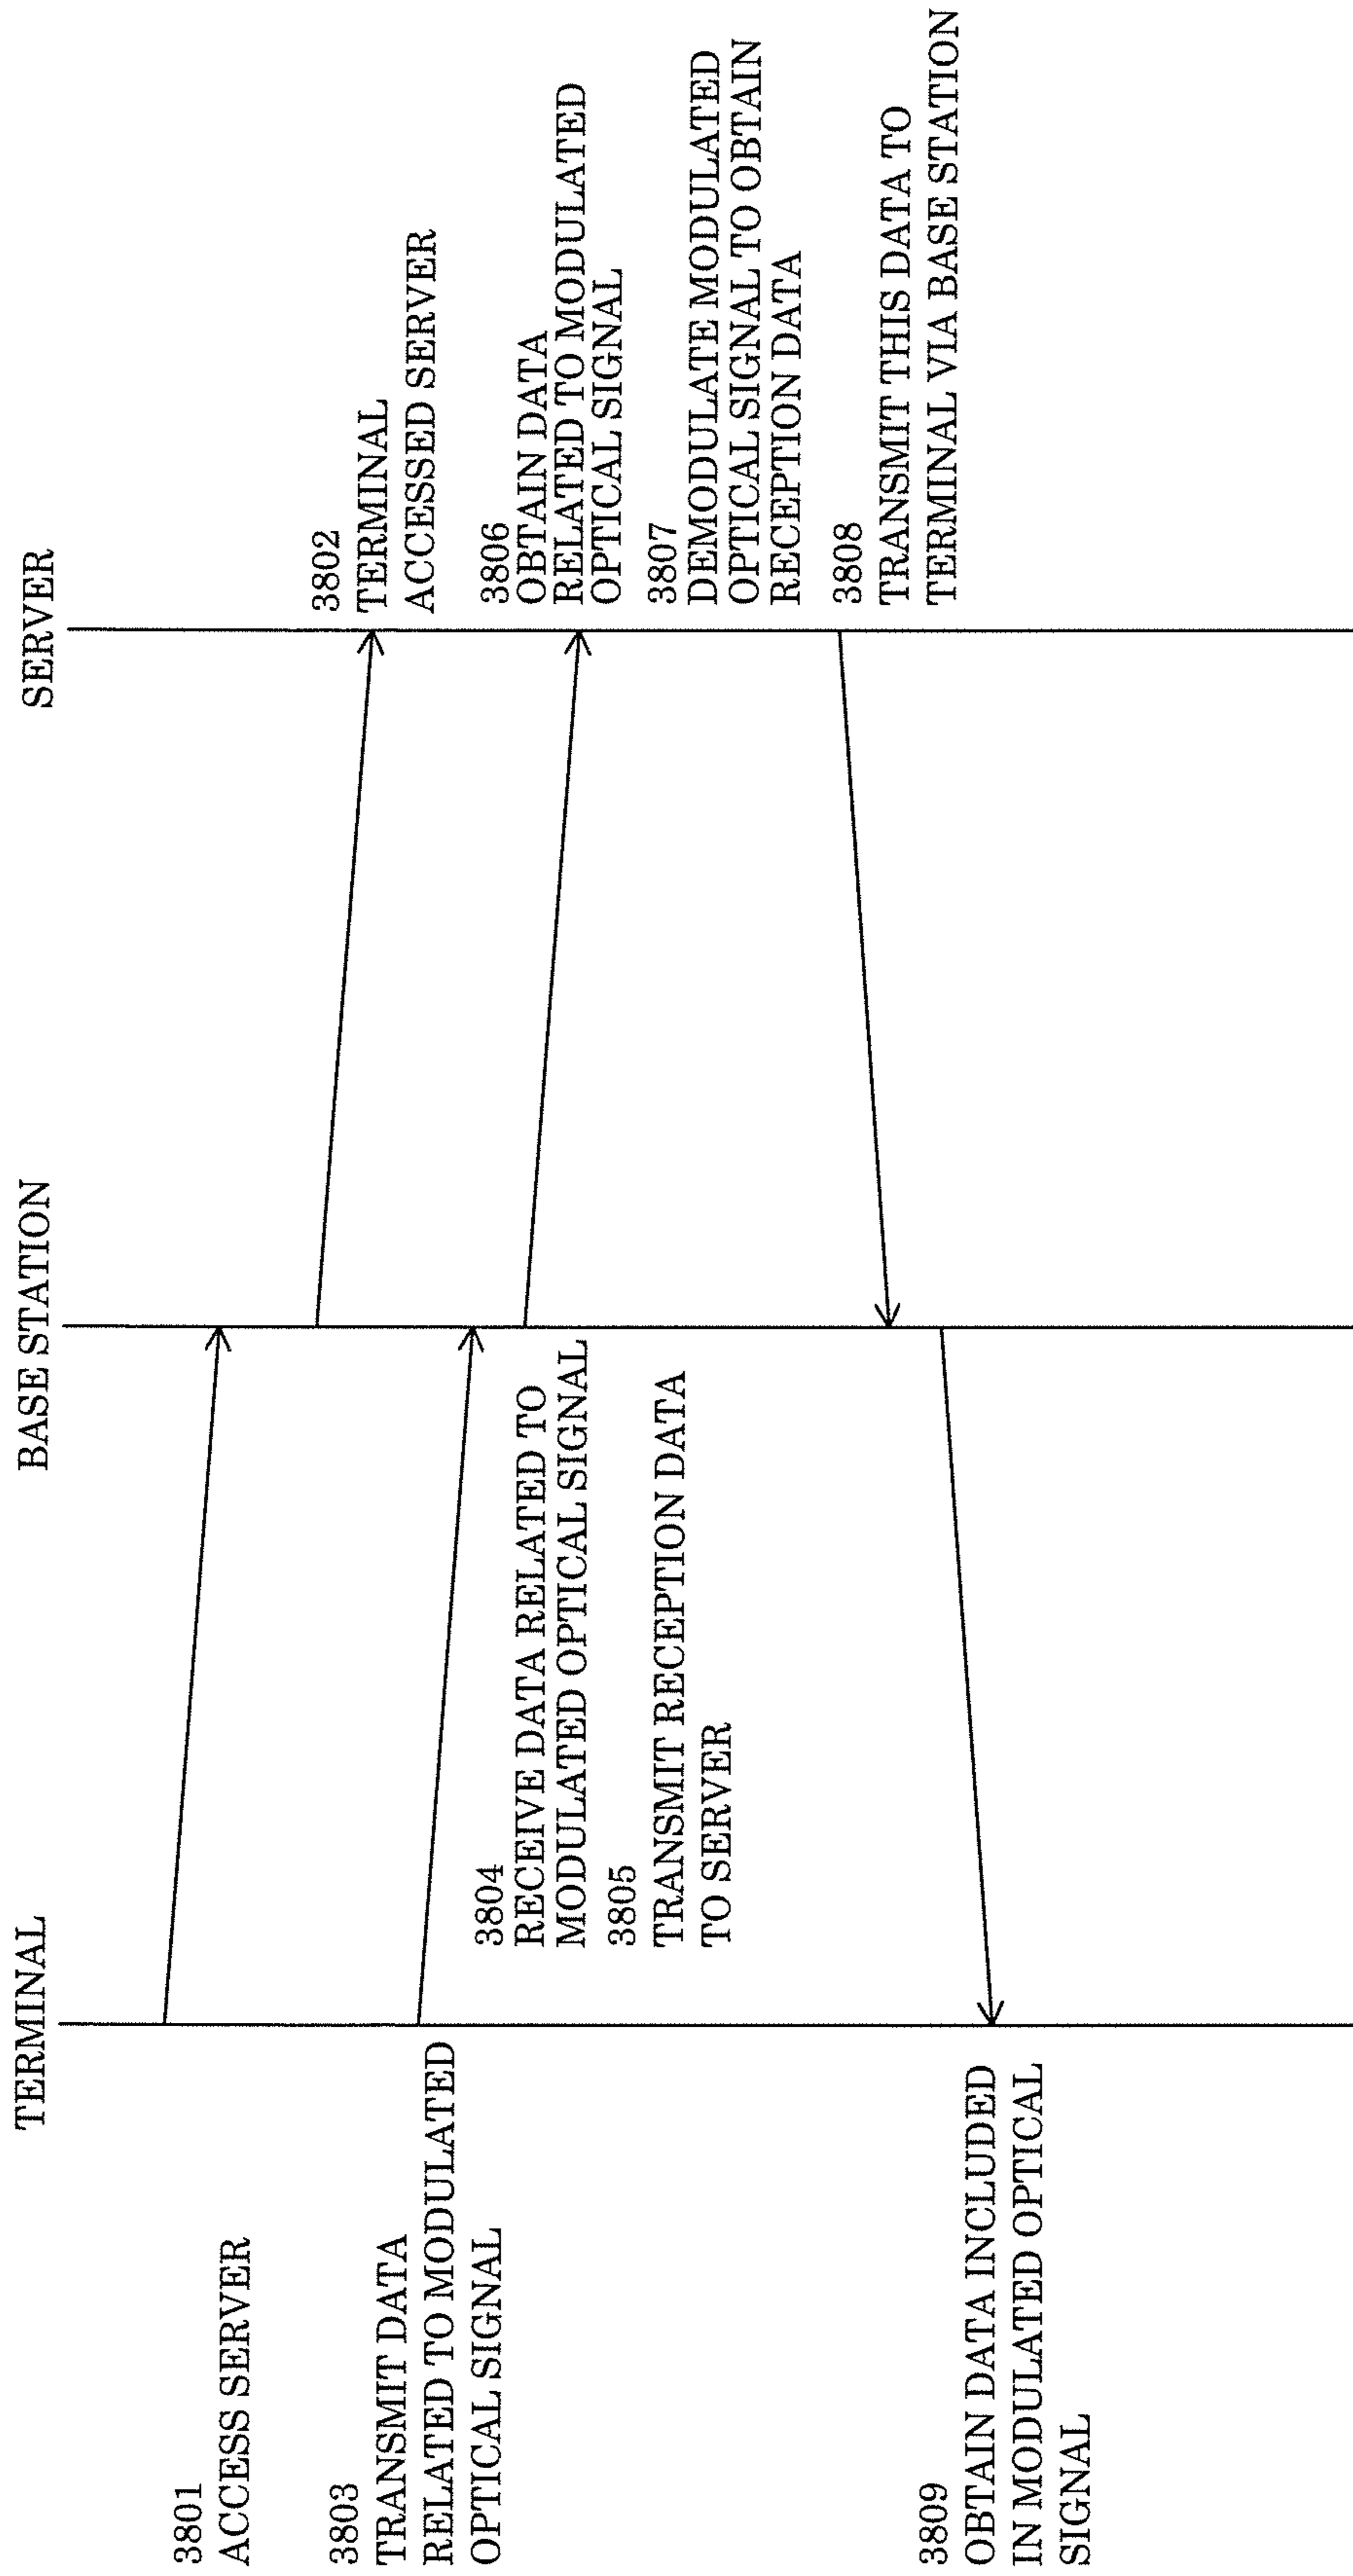 TERMINAL
BASE STATION
SERVER
3801
ACCESS SERVER
3802
TERMINAL
ACCESSED SERVER
3803
TRANSMIT DATA
RELATED TO MODULATED
OPTICAL SIGNAL
3804
RECEIVE DATA RELATED TO
MODULATED OPTICAL SIGNAL
3805
TRANSMIT RECEPTION DATA
TO SERVER
3806
OBTAIN DATA
RELATED TO MODULATED
OPTICAL SIGNAL
3807
DEMODULATE MODULATED
OPTICAL SIGNAL TO OBTAIN
RECEPTION DATA
3808
TRANSMIT THIS DATA TO
TERMINAL VIA BASE STATION
3809
OBTAIN DATA INCLUDED
IN MODULATED OPTICAL
SIGNAL